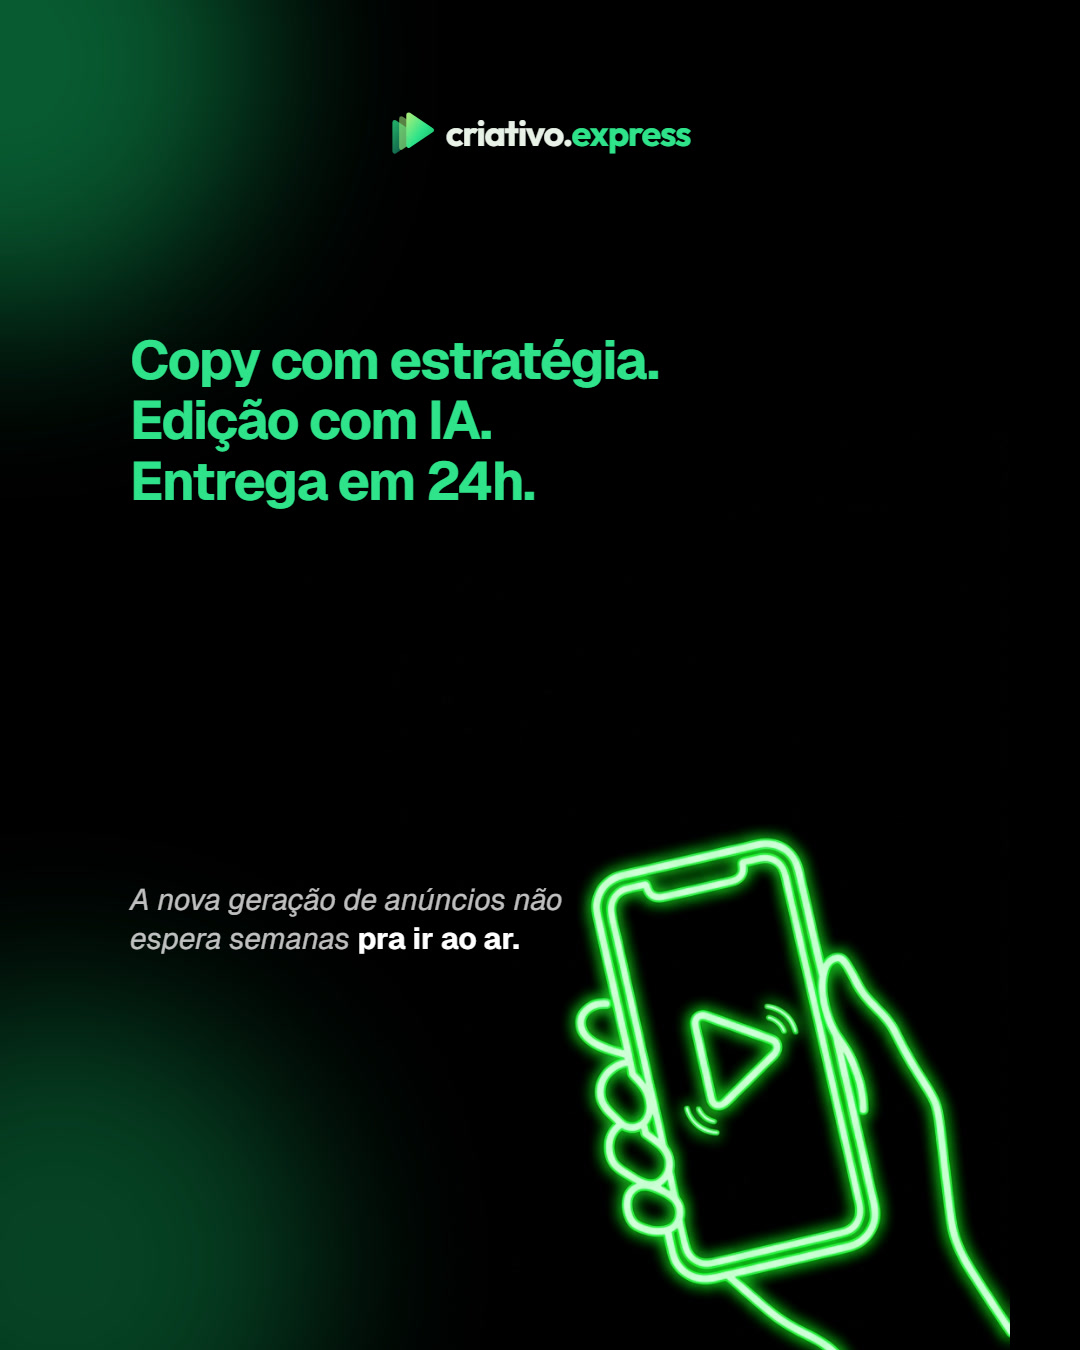 criativo.express
Copy com estratégia.
Edição com IA.
Entrega em 24h.
A nova geração de anúncios não
espera semanas pra ir ao ar.